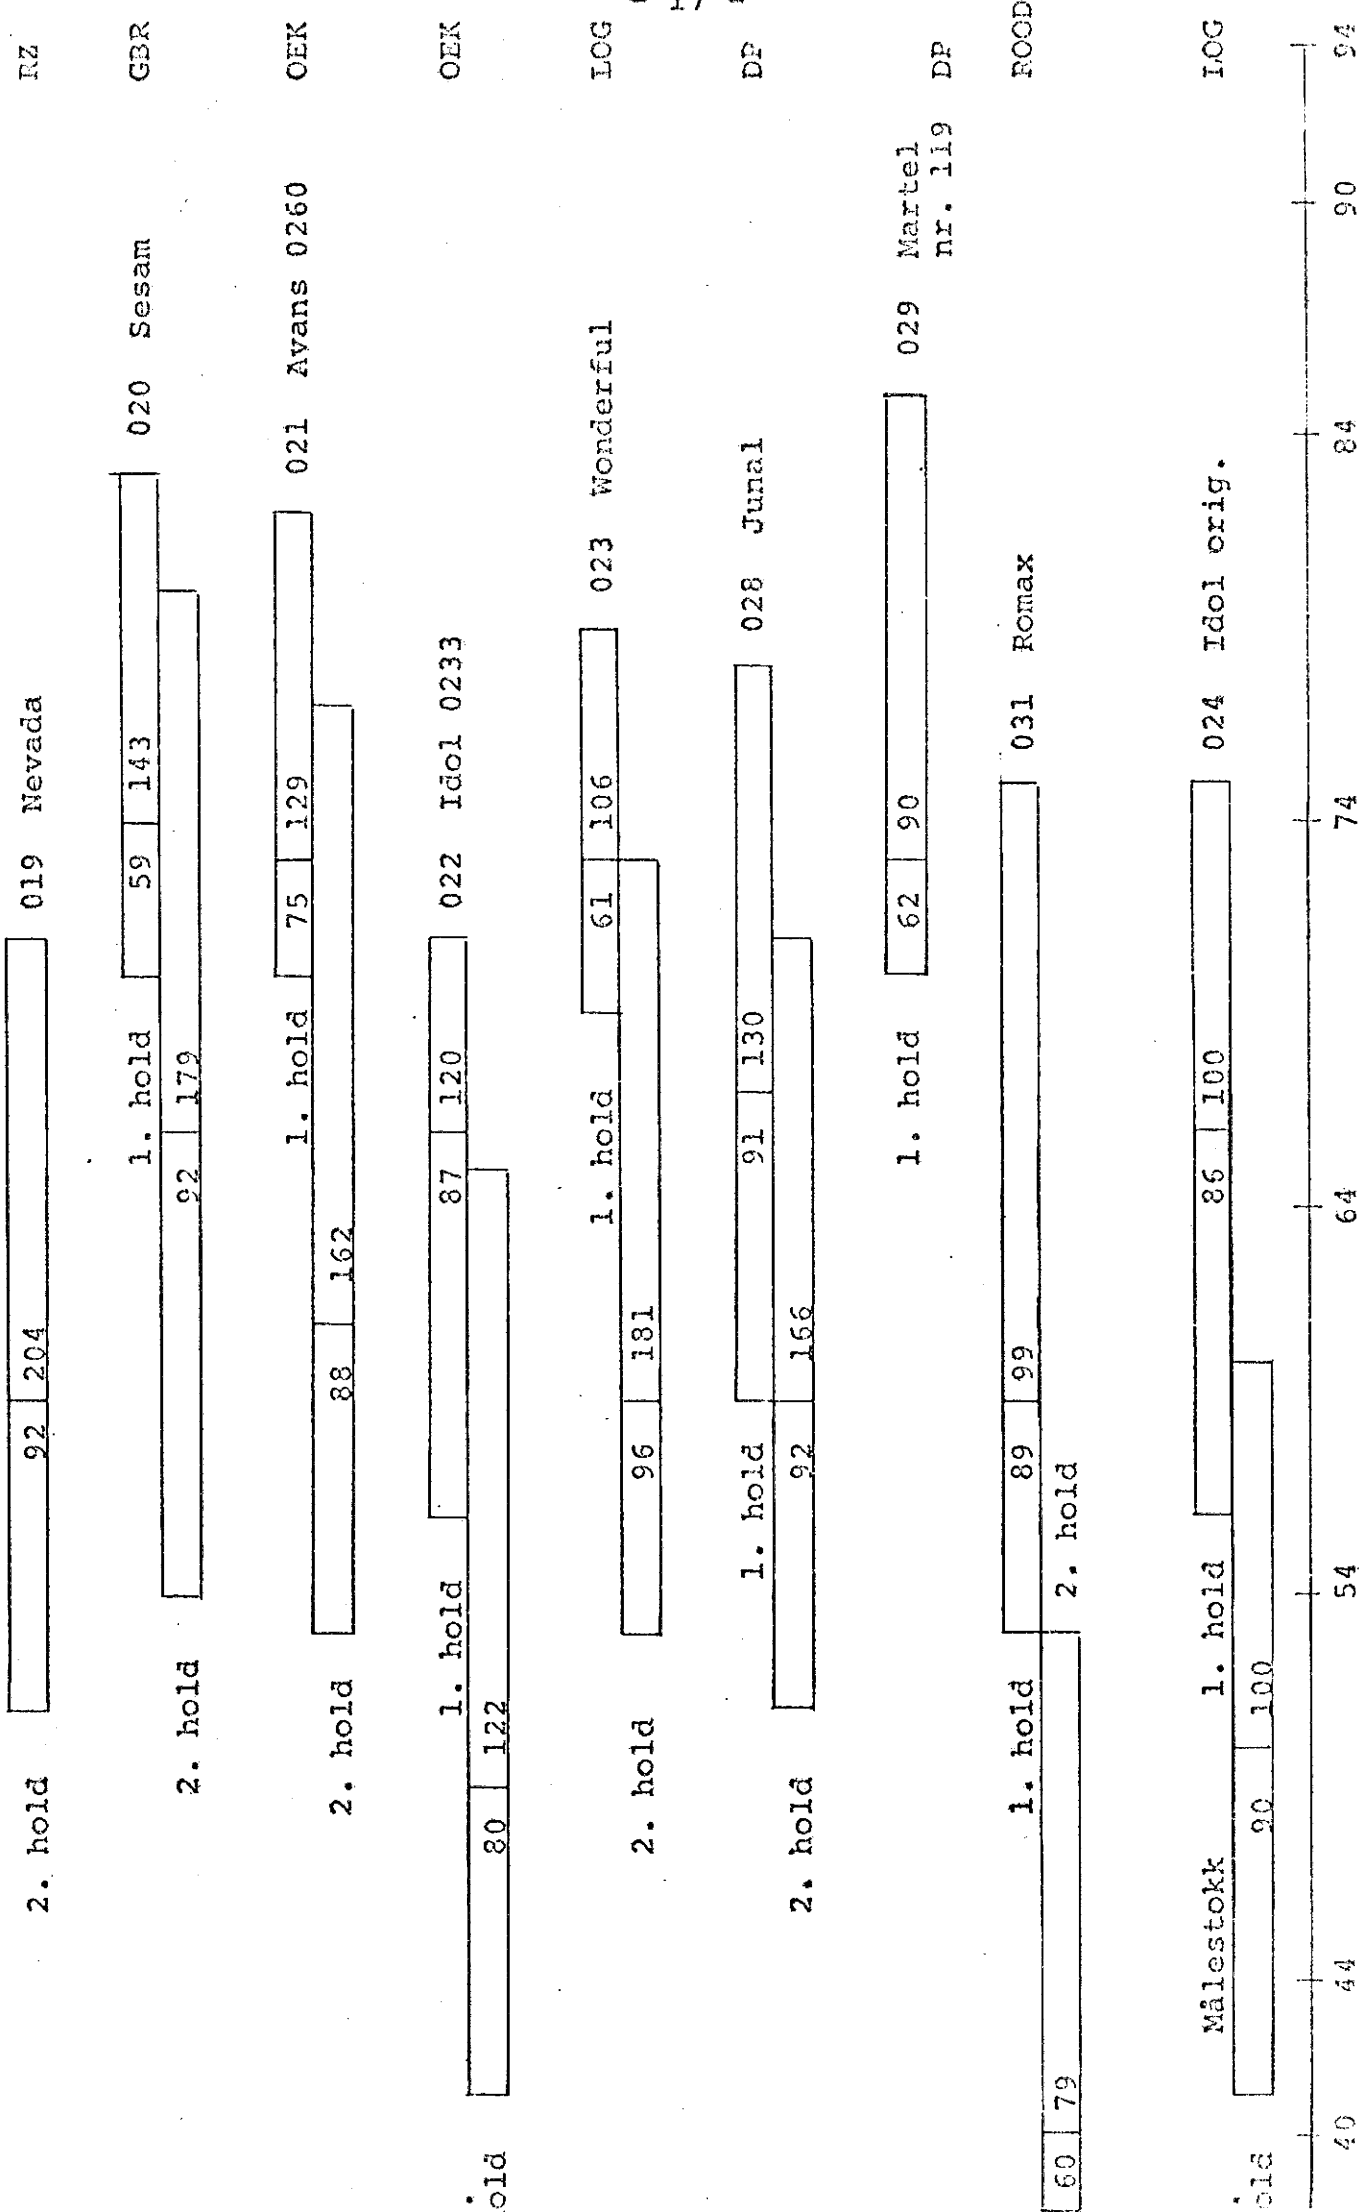 2. hold 92 204 019 Nevada RZ
1. hold 59 143 020 Sesam GBR
2. hold 92 179
1. hold 75 129 021 Avans 0260 OEK
2. hold 88 162
1. hold 87 120 022 Idol 0233 OEK
old 80 122
1. hold 61 106 023 Wonderful LOG
2. hold 96 181
17
1. hold 91 130 028 Junal DP
2. hold 92 166
1. hold 62 90 029 Martel
nr. 119 DP
1. hold 89 99 031 Romax ROOD
60 79 2. hold
Målestokk 1. hold 86 100 024 Idol orig. LOG
old 90 100
40 44 54 64 74 84 90 94